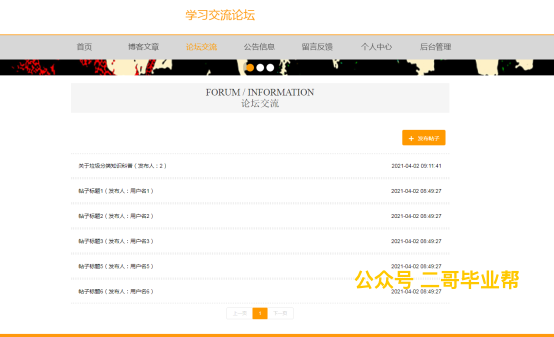 学习交流论坛
首页 博客文章 论坛交流 公告信息 留言反馈 个人中心 后台管理
FORUM / INFORMATION
论坛交流
+ 发布帖子
关于垃圾分类知识科普（发布人：2） 2021-04-02 09:11:41
帖子标题1（发布人：用户名1） 2021-04-02 08:49:27
帖子标题2（发布人：用户名2） 2021-04-02 08:49:27
帖子标题3（发布人：用户名3） 2021-04-02 08:49:27
帖子标题5（发布人：用户名5） 2021-04-02 08:49:27
公众号 二哥毕业帮
帖子标题6（发布人：用户名6） 2021-04-02 08:49:27
上一页 1 下一页